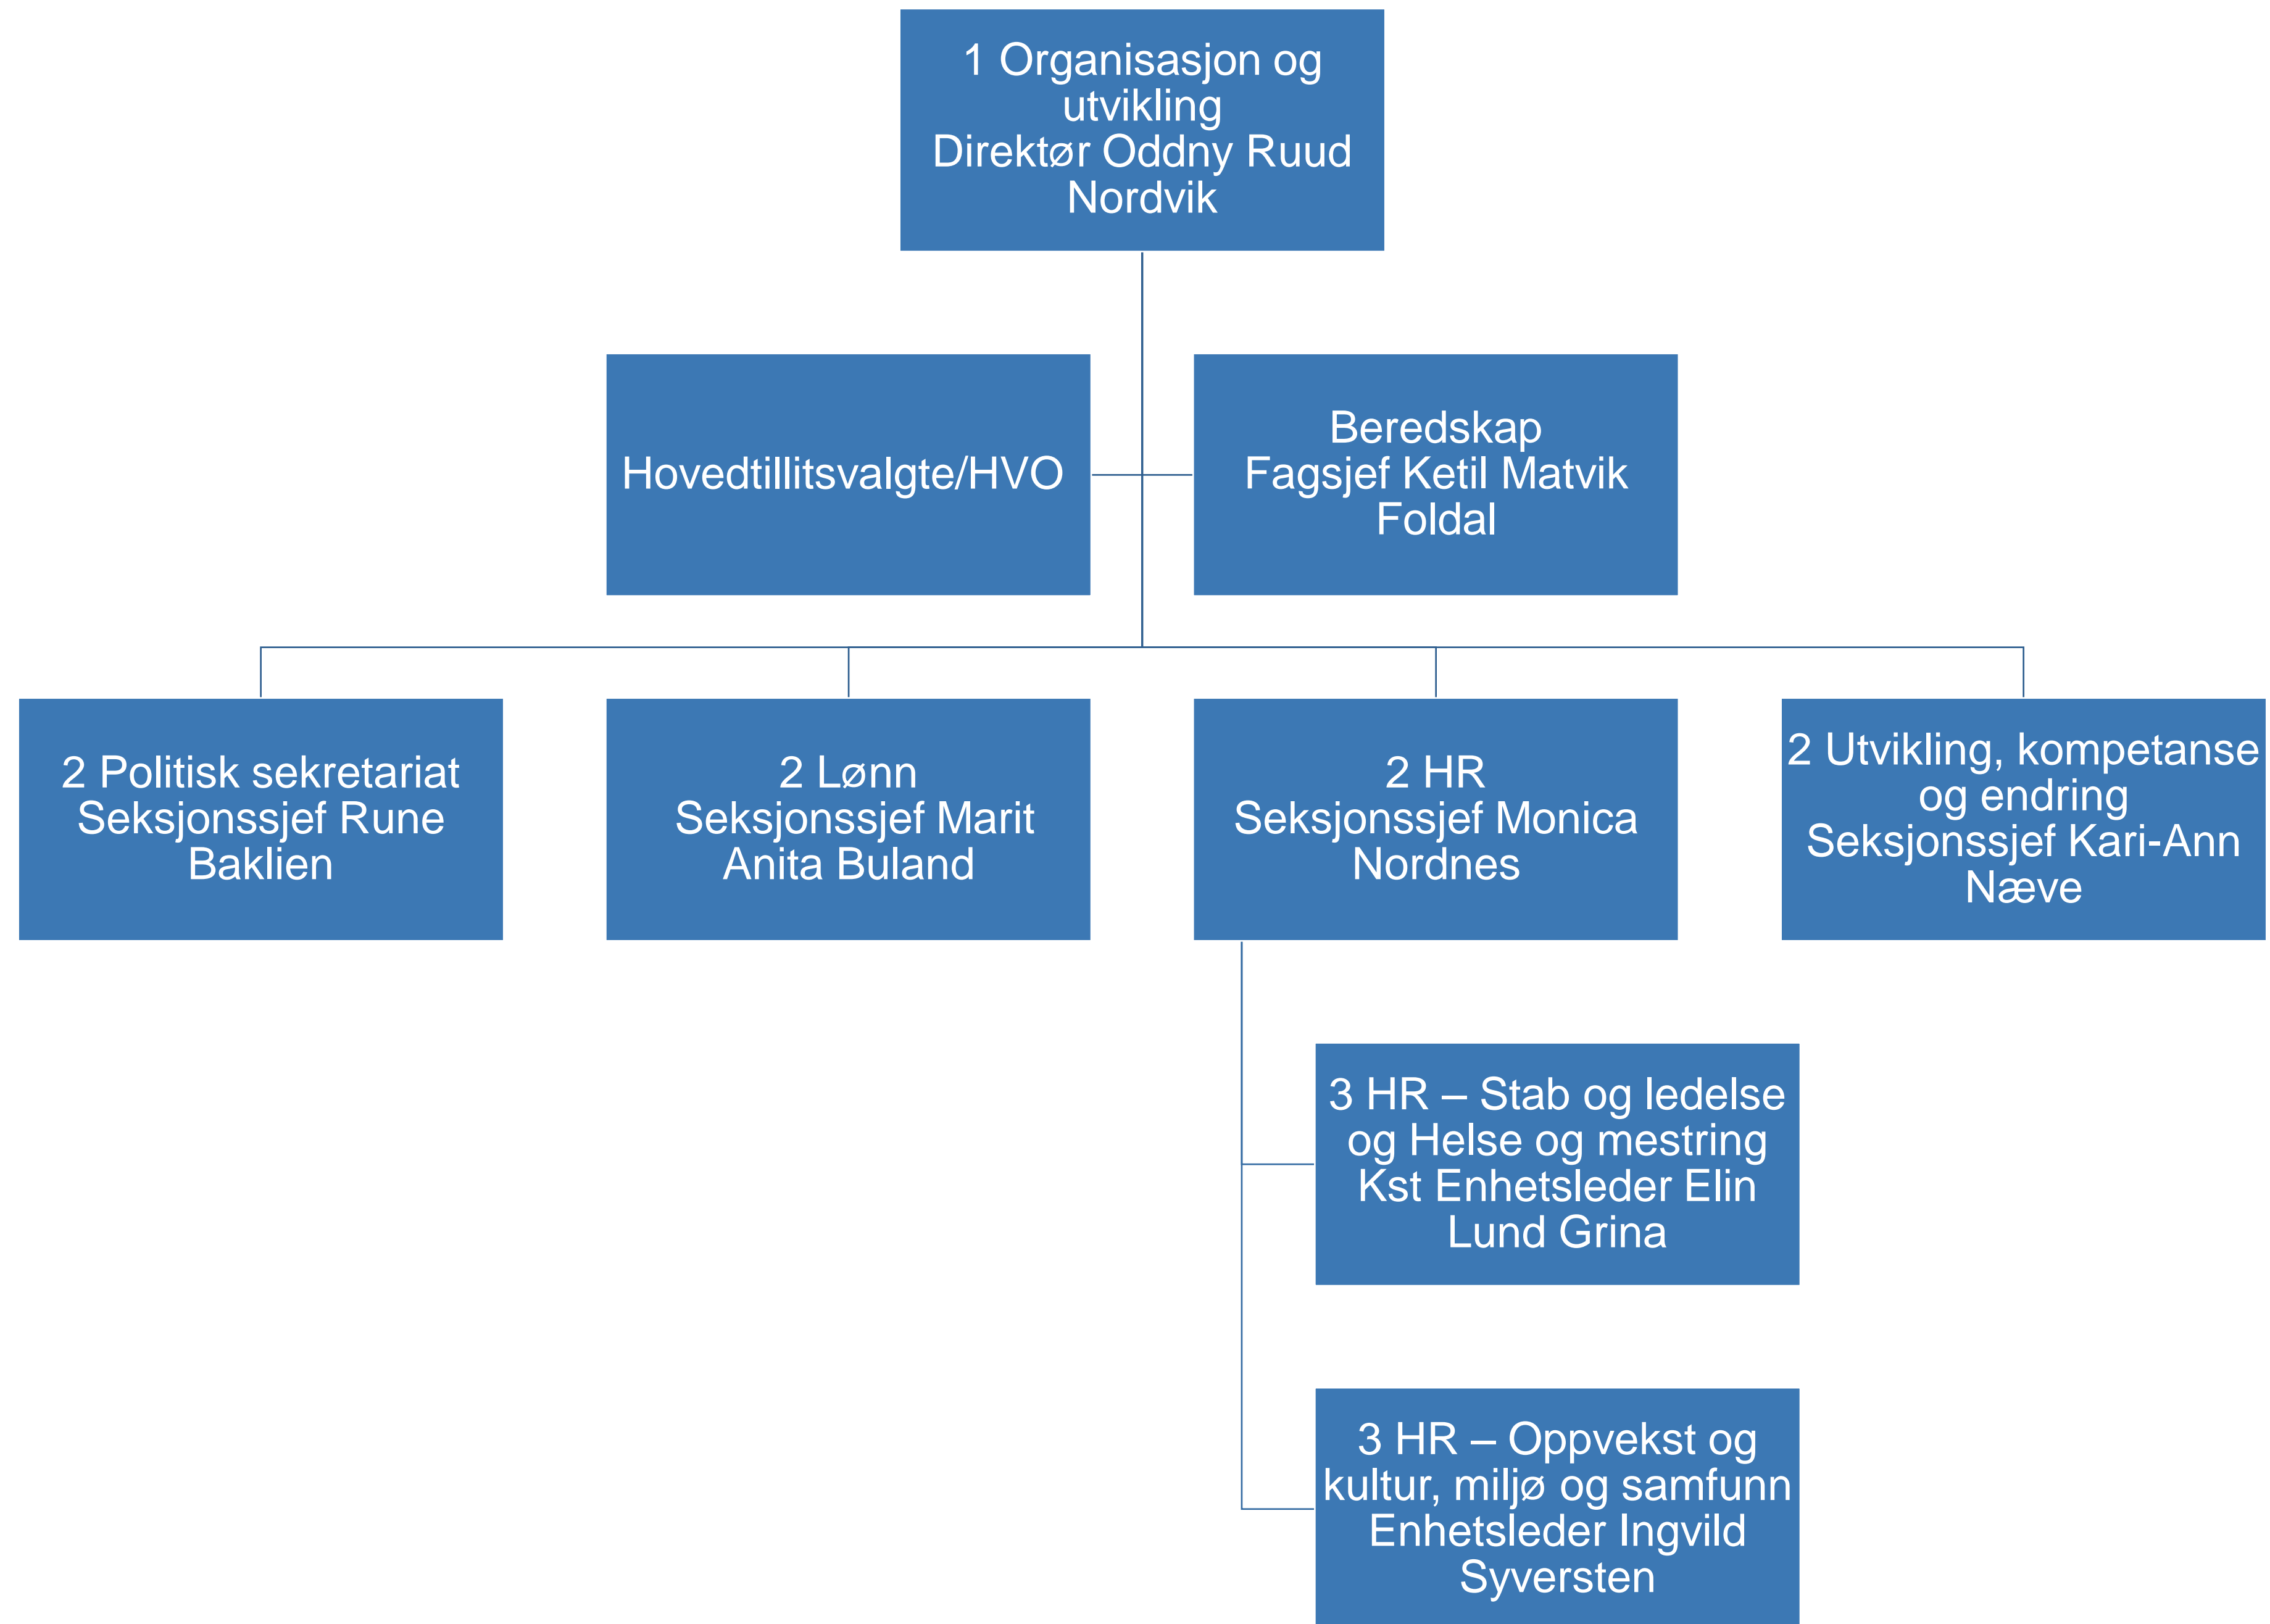 1 Organisasjon og
utvikling
Direktør Oddny Ruud
Nordvik
Hovedtillitsvalgte/HVO
Beredskap
Fagsjef Ketil Matvik
Foldal
2 Politisk sekretariat
Seksjonssjef Rune
Baklien
2 Lønn
Seksjonssjef Marit
Anita Buland
2 HR
Seksjonssjef Monica
Nordnes
2 Utvikling, kompetanse
og endring
Seksjonssjef Kari-Ann
Næve
3 HR – Stab og ledelse
og Helse og mestring
Kst Enhetsleder Elin
Lund Grina
3 HR – Oppvekst og
kultur, miljø og samfunn
Enhetsleder Ingvild
Syversten